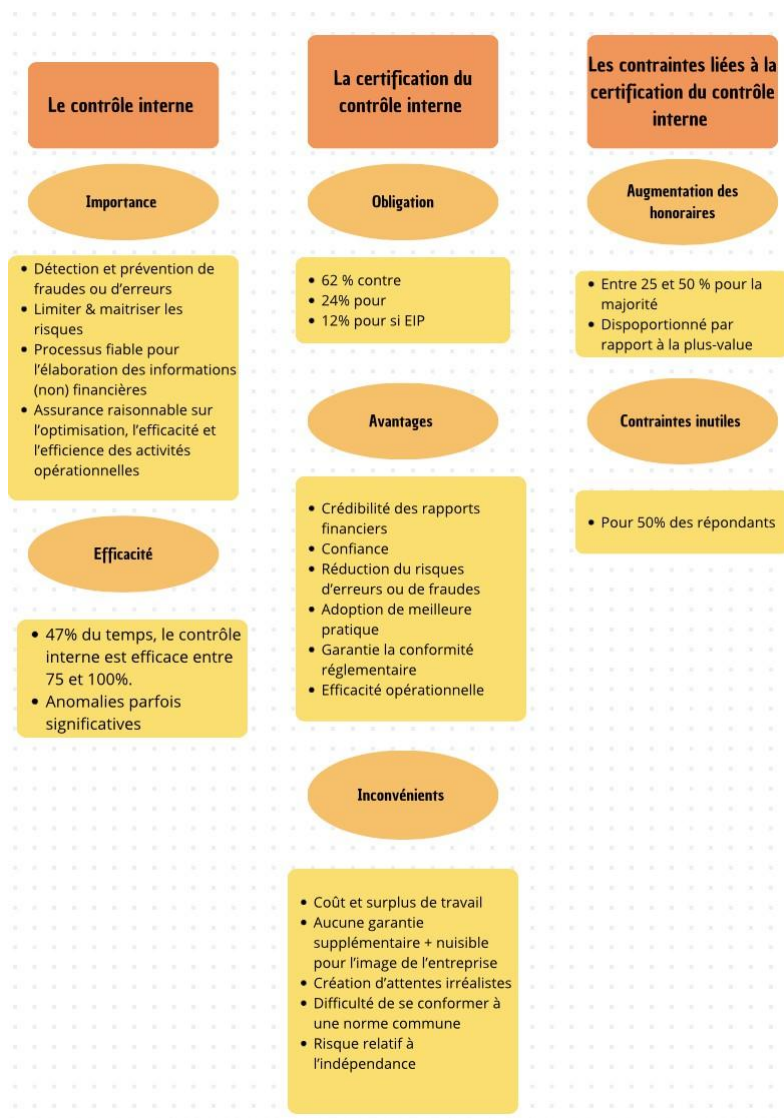 Le contrôle interne
Importance
• Détection et prévention de
fraudes ou d'erreurs
• Limiter & maitriser les
risques
• Processus fiable pour
l'élaboration des informations
(non) financières
• Assurance raisonnable sur
l'optimisation, l'efficacité et
l'efficience des activités
opérationnelles
Efficacité
• 47% du temps, le contrôle
interne est efficace entre
75 et 100%.
• Anomalies parfois
significatives
La certification du
contrôle interne
Obligation
• 62 % contre
• 24% pour
• 12% pour si EIP
Avantages
• Crédibilité des rapports
financiers
• Confiance
• Réduction du risques
d'erreurs ou de fraudes
• Adoption de meilleure
pratique
• Garantie la conformité
réglementaire
• Efficacité opérationnelle
Inconvénients
• Coût et surplus de travail
• Aucune garantie
supplémentaire + nuisible
pour l'image de l'entreprise
• Création d'attentes irréalistes
• Difficulté de se conformer à
une norme commune
• Risque relatif à
l'indépendance
Les contraintes liées à la
certification du contrôle
interne
Augmentation des
honoraires
• Entre 25 et 50 % pour la
majorité
• Dispoportionné par
rapport à la plus-value
Contraintes inutiles
• Pour 50% des répondants